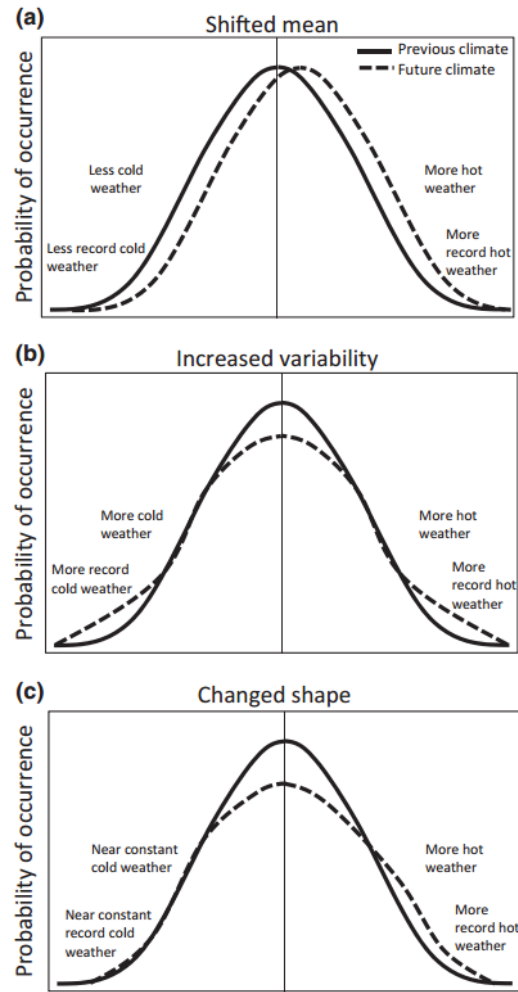 (a)
Shifted mean
Previous climate
Future climate
Less cold
weather
More hot
weather
Less record cold
weather
More
record hot
weather
Probability of occurrence
(b)
Increased variability
More cold
weather
More hot
weather
More record
cold weather
More
record hot
weather
Probability of occurrence
(c)
Changed shape
Near constant
cold weather
More hot
weather
Near constant
record cold
weather
More
record hot
weather
Probability of occurrence